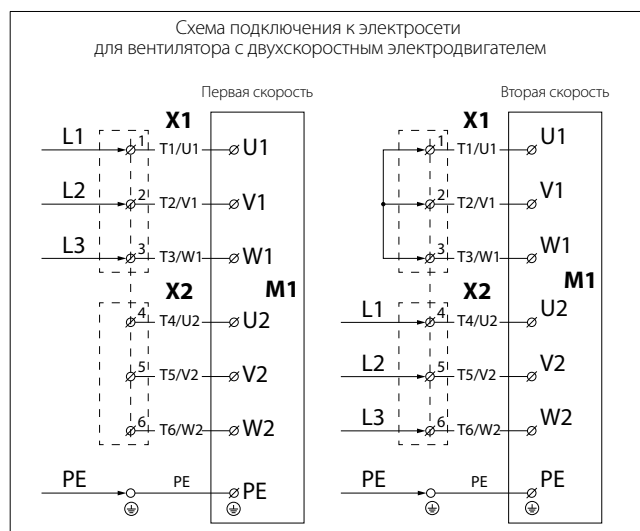 Схема подключения к электросети
для вентилятора с двухскоростным электродвигателем
Первая скорость
X1
L1 1 T1/U1 U1
L2 2 T2/V1 V1
L3 3 T3/W1 W1
X2 M1
4 T4/U2 U2
5 T5/V2 V2
6 T6/W2 W2
PE PE PE
Вторая скорость
X1
1 T1/U1 U1
2 T2/V1 V1
3 T3/W1 W1
X2 M1
L1 4 T4/U2 U2
L2 5 T5/V2 V2
L3 6 T6/W2 W2
PE PE PE